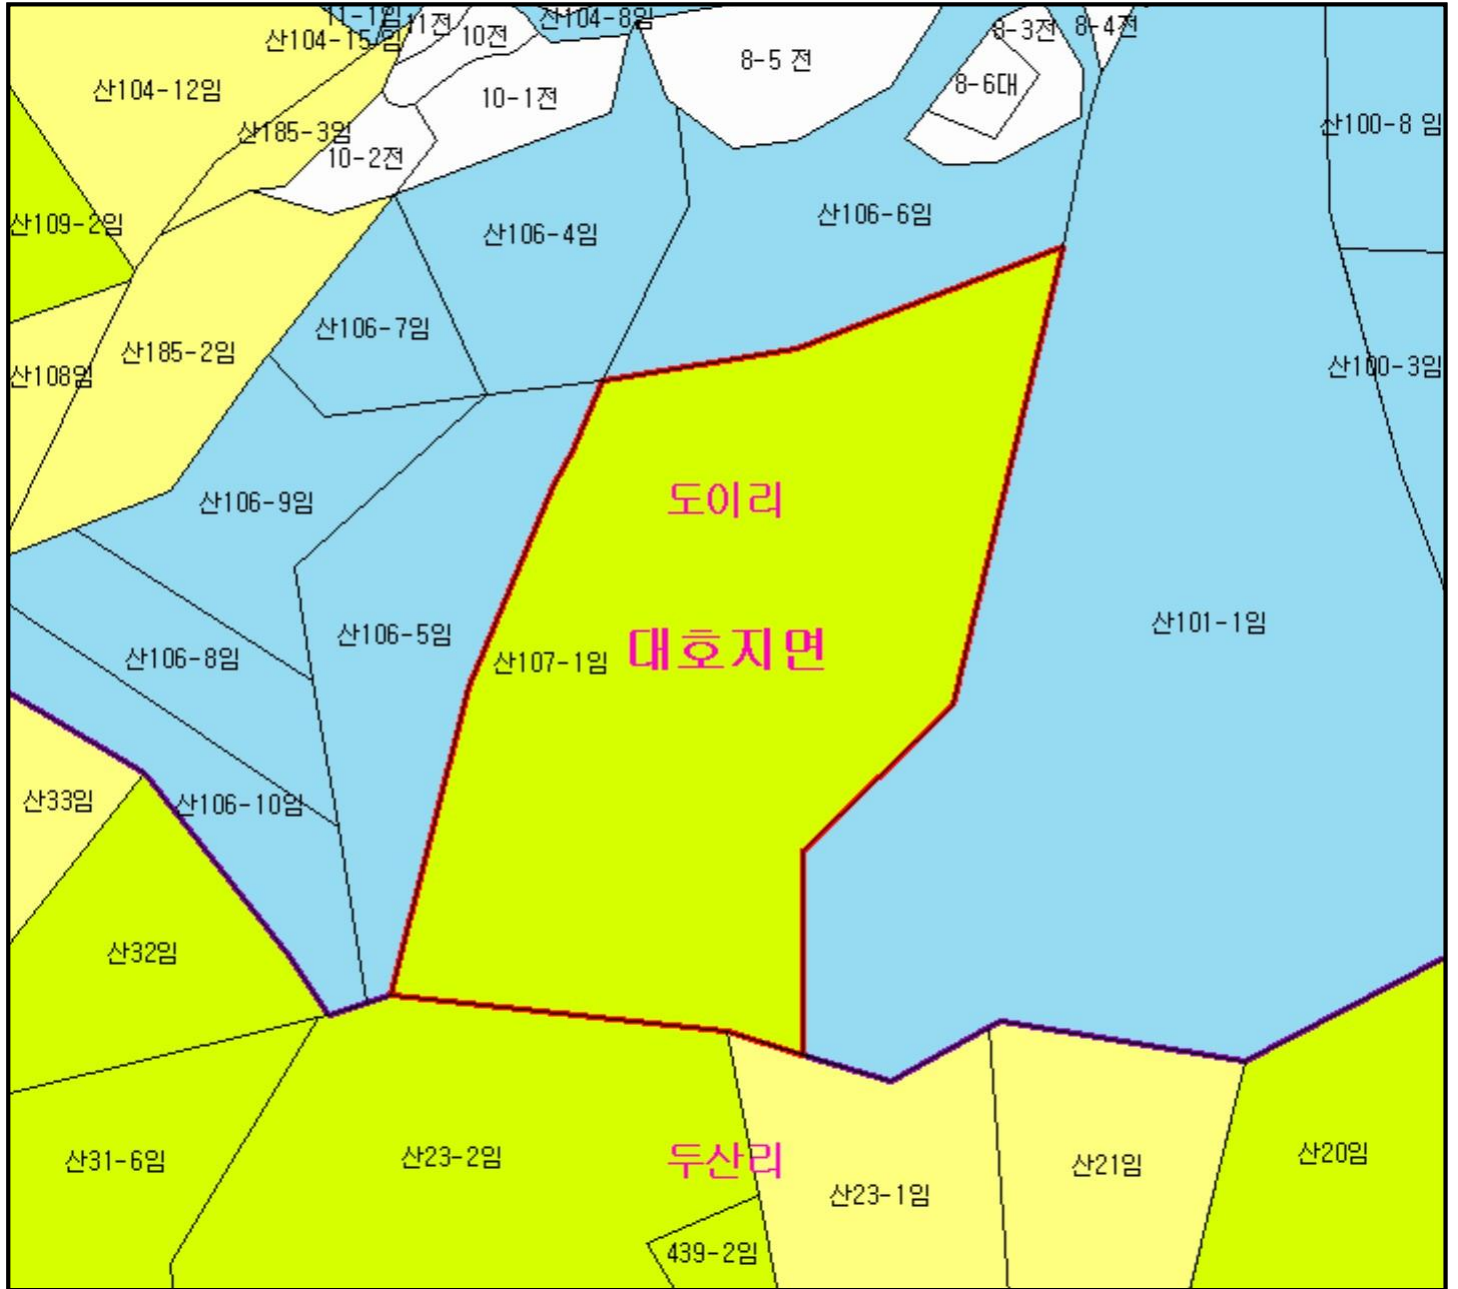 11-1임
11전
산104-8임
산104-15임
10전
8-3전
8-4전
8-5 전
산104-12임
10-1전
8-6대
산185-3임
산100-8 임
10-2전
산109-2임
산106-4임
산106-6임
산106-7임
산185-2임
산108임
산100-3임
산106-9임
도이리
산106-5임
산107-1임
대호지면
산101-1임
산106-8임
산33임
산106-10임
산32임
산31-6임
산23-2임
두산리
산23-1임
산21임
산20임
439-2임